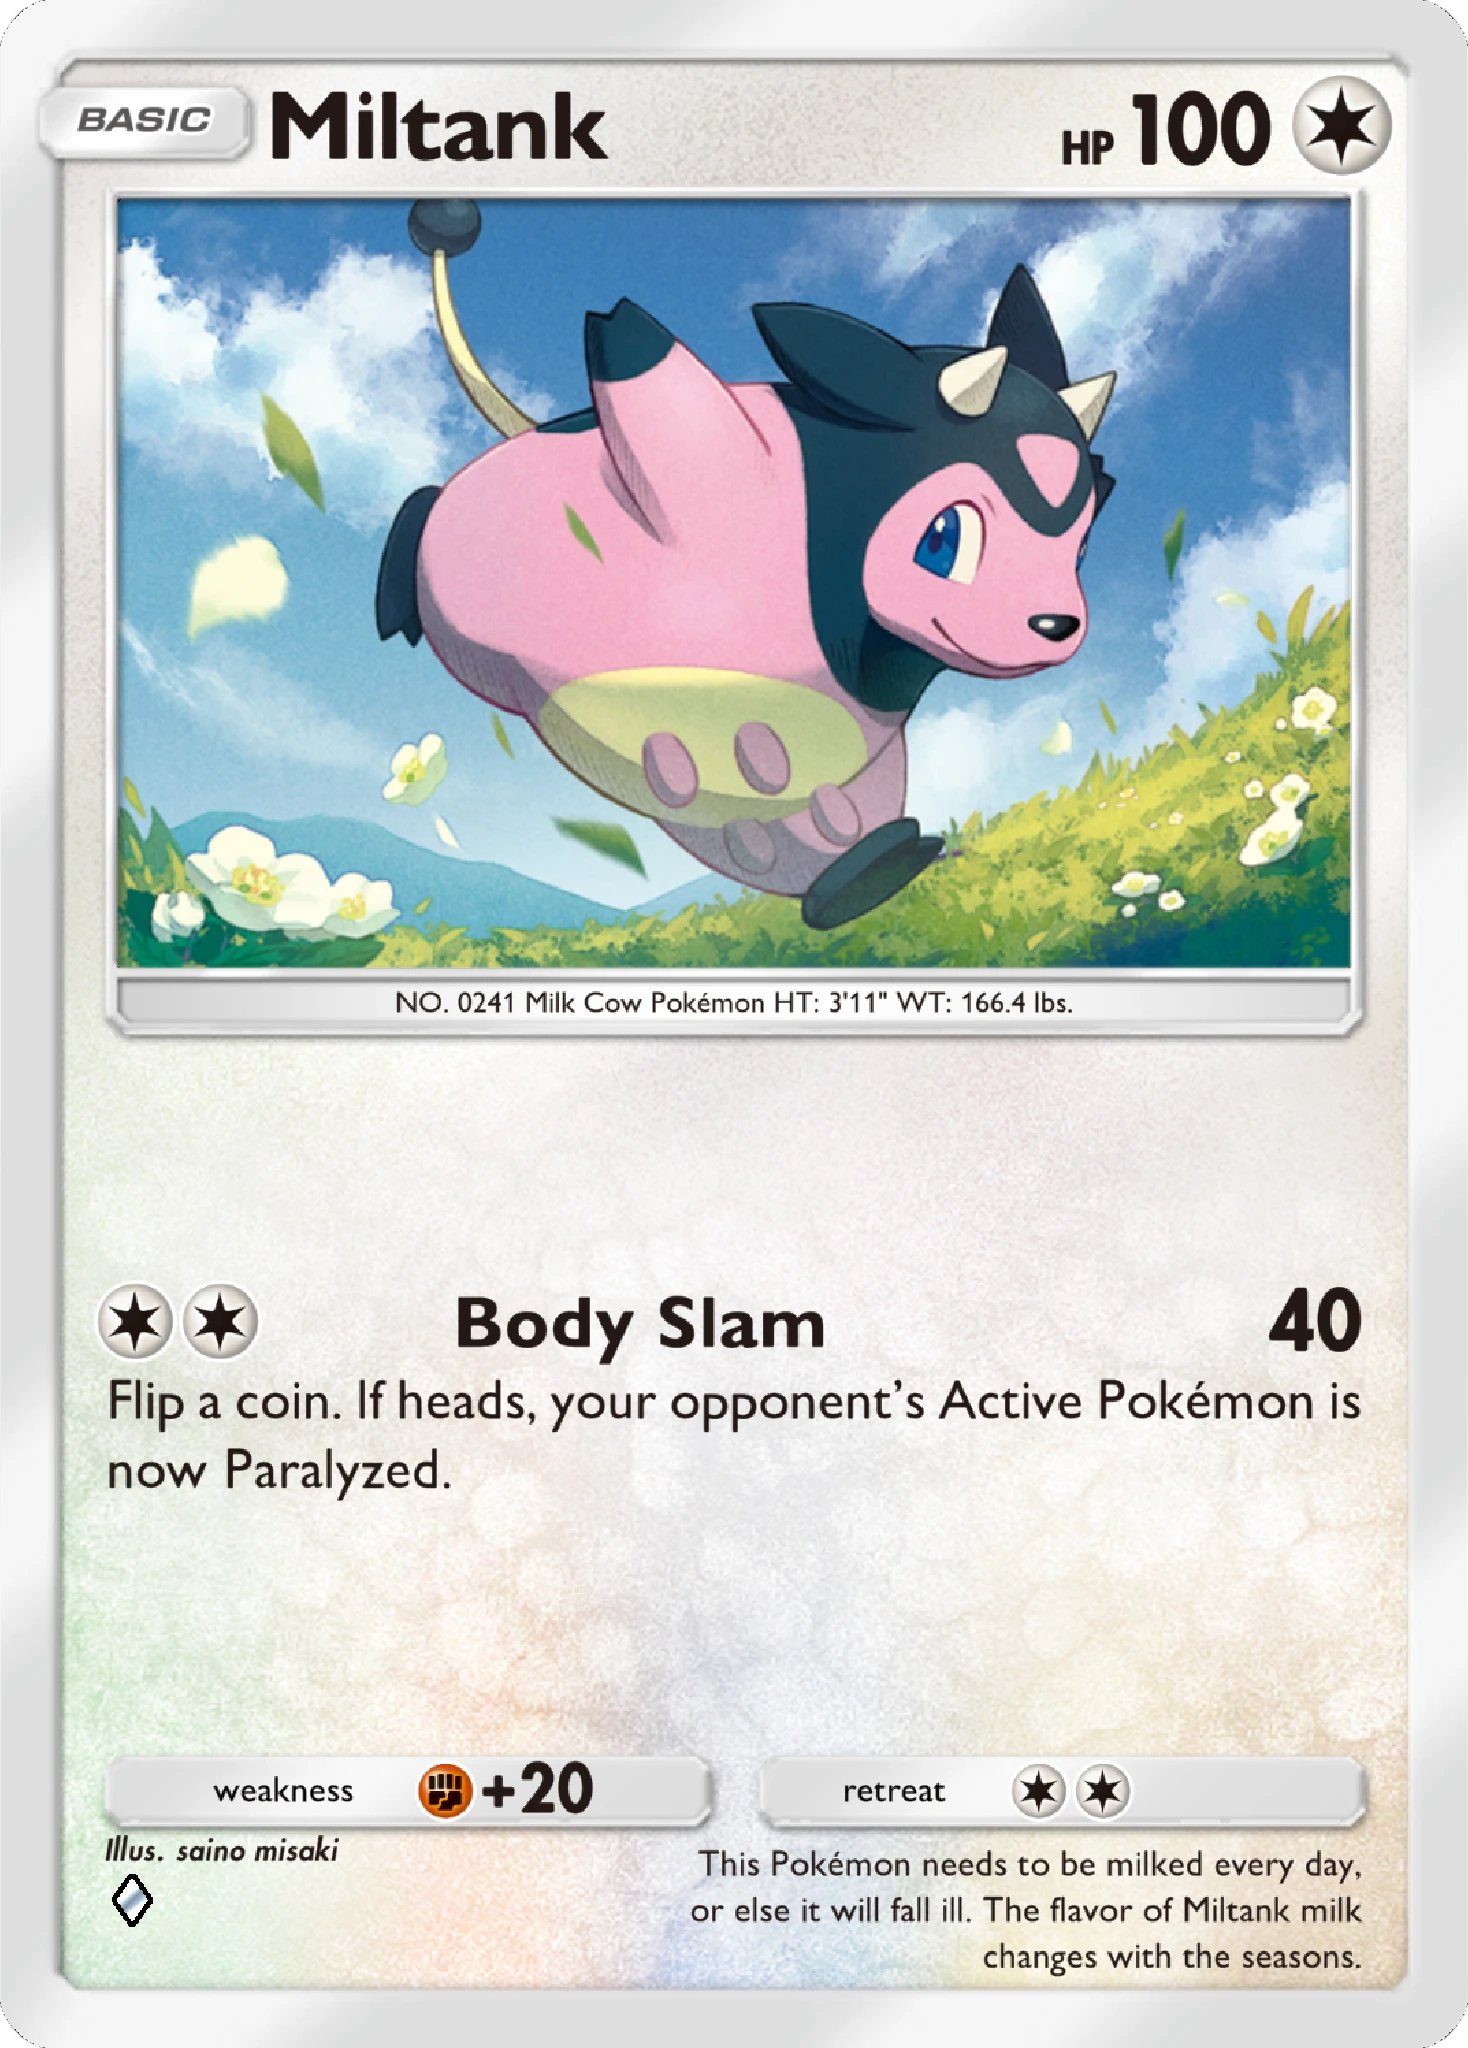 BASIC Miltank HP 100
NO. 0241 Milk Cow Pokémon HT: 3'11" WT: 166.4 lbs.
Body Slam 40
Flip a coin. If heads, your opponent’s Active Pokémon is
now Paralyzed.
weakness +20 retreat
Illus. saino misaki
This Pokémon needs to be milked every day,
or else it will fall ill. The flavor of Miltank milk
changes with the seasons.